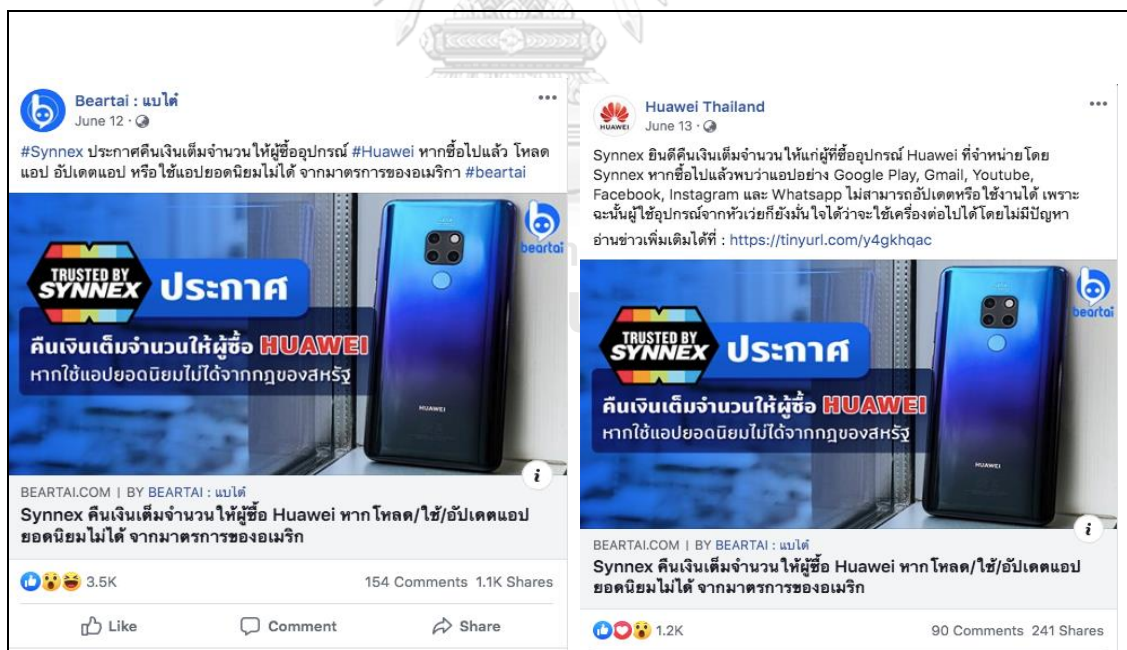 Beartai : แบไต๋
June 12 ·
#Synnex ประกาศคืนเงินเต็มจำนวนให้ผู้ซื้ออุปกรณ์ #Huawei หากซื้อไปแล้ว โหลด
แอป อัปเดตแอป หรือใช้แอปยอดนิยมไม่ได้ จากมาตรการของอเมริกา #beartai
beartai
TRUSTED BY
SYNNEX
ประกาศ
คืนเงินเต็มจำนวนให้ผู้ซื้อ HUAWEI
หากใช้แอปยอดนิยมไม่ได้จากกฎของสหรัฐ
HUAWEI
BEARTAI.COM | BY BEARTAI : แบไต๋
Synnex คืนเงินเต็มจำนวนให้ผู้ซื้อ Huawei หากโหลด/ใช้/อัปเดตแอป
ยอดนิยมไม่ได้ จากมาตรการของอเมริก
3.5K
154 Comments 1.1K Shares
Like
Comment
Share
HUAWEI
Huawei Thailand
June 13 ·
Synnex ยินดีคืนเงินเต็มจำนวนให้แก่ผู้ที่ซื้ออุปกรณ์ Huawei ที่จำหน่ายโดย
Synnex หากซื้อไปแล้วพบว่าแอปอย่าง Google Play, Gmail, Youtube,
Facebook, Instagram และ Whatsapp ไม่สามารถอัปเดตหรือใช้งานได้ เพราะ
ฉะนั้นผู้ใช้อุปกรณ์จากหัวเว่ยก็ยังมั่นใจได้ว่าจะใช้เครื่องต่อไปได้โดยไม่มีปัญหา
อ่านข่าวเพิ่มเติมได้ที่ : https://tinyurl.com/y4gkhqac
beartai
TRUSTED BY
SYNNEX
ประกาศ
คืนเงินเต็มจำนวนให้ผู้ซื้อ HUAWEI
หากใช้แอปยอดนิยมไม่ได้จากกฎของสหรัฐ
HUAWEI
BEARTAI.COM | BY BEARTAI : แบไต๋
Synnex คืนเงินเต็มจำนวนให้ผู้ซื้อ Huawei หากโหลด/ใช้/อัปเดตแอป
ยอดนิยมไม่ได้ จากมาตรการของอเมริก
1.2K
90 Comments 241 Shares